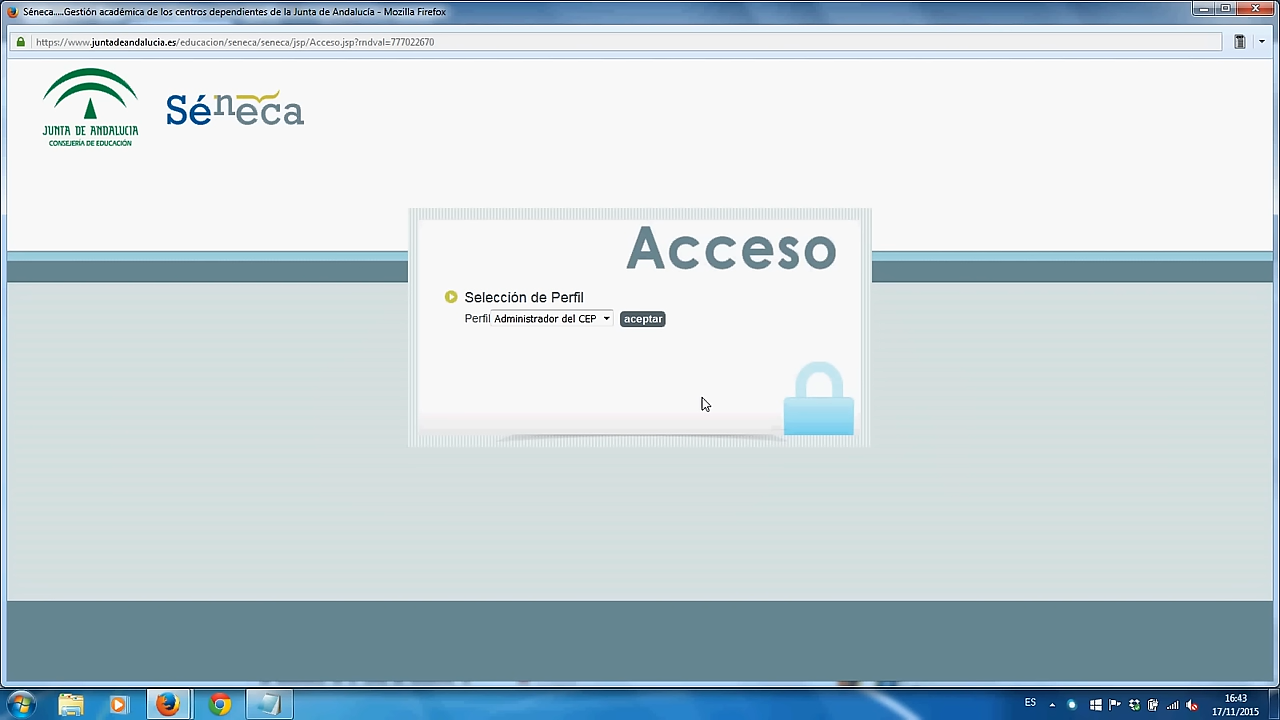 Séneca.....Gestión académica de los centros dependientes de la Junta de Andalucía - Mozilla Firefox
https://www.juntadeandalucia.es/educacion/seneca/seneca/jsp/Acceso.jsp?rndval=777022670
JUNTA DE ANDALUCIA
CONSEJERÍA DE EDUCACIÓN
Séneca
Acceso
Selección de Perfil
Perfil Administrador del CEP aceptar
ES
16:43
17/11/2015